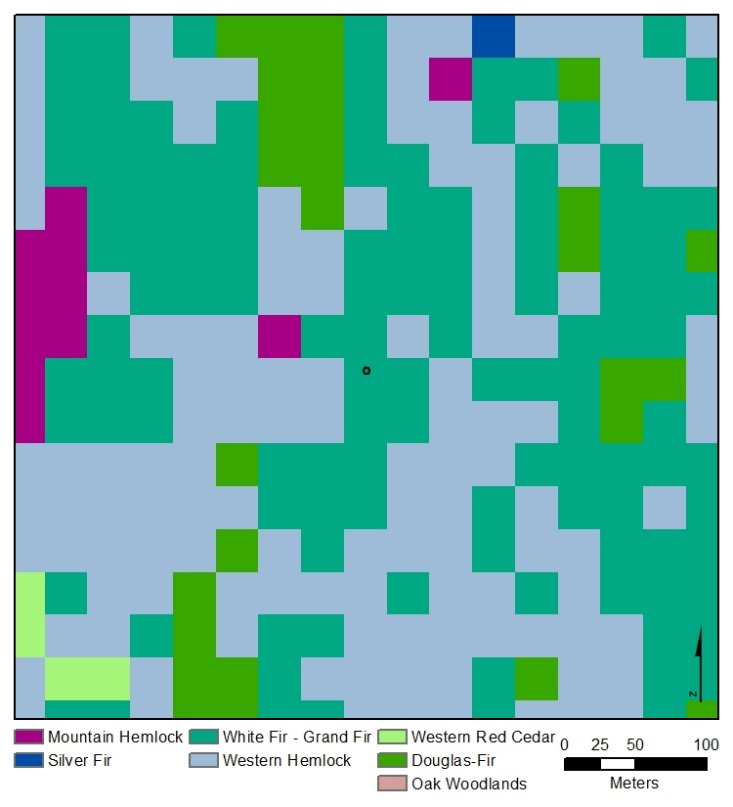 Mountain Hemlock White Fir - Grand Fir Western Red Cedar
Silver Fir Western Hemlock Douglas-Fir
Oak Woodlands
0 25 50 100
Meters
N